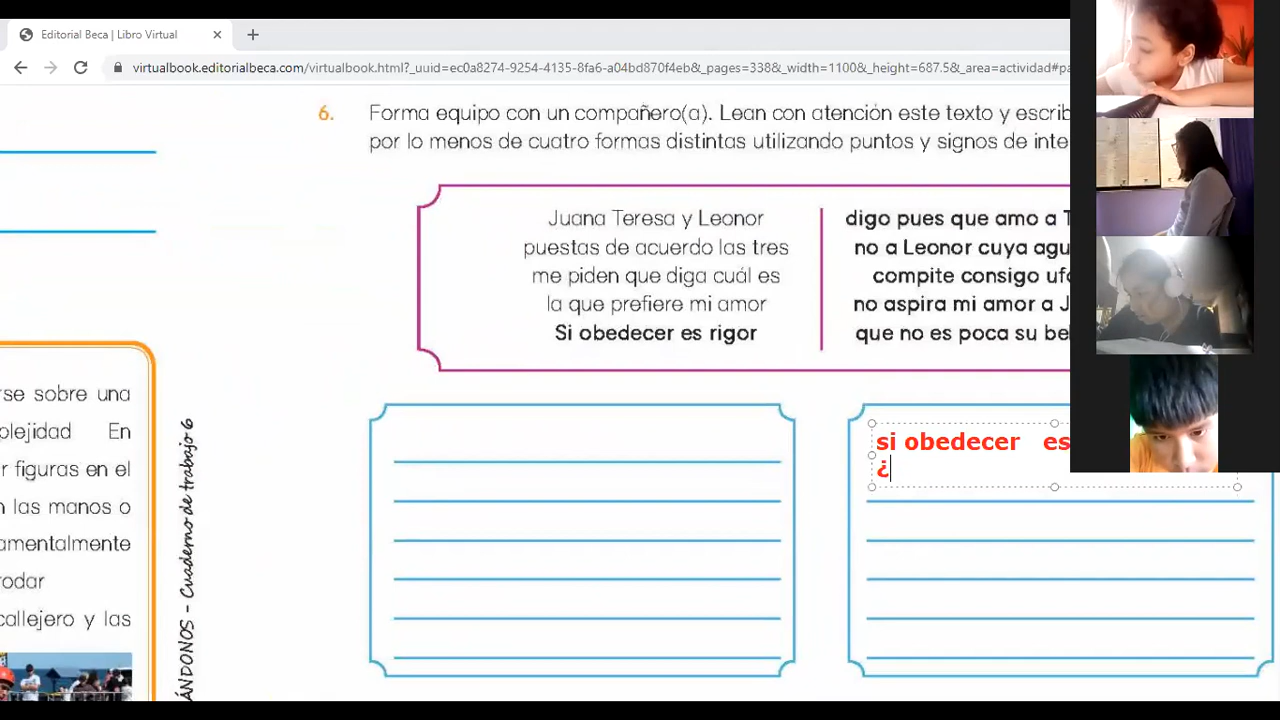 Editorial Beca | Libro Virtual
virtualbook.editorialbeca.com/virtualbook.html?_uuid=ec0a8274-9254-4135-8fa6-a04bd870f4eb&_pages=338&_width=1100&_height=687.5&_area=actividad#pa
6. Forma equipo con un compañero(a). Lean con atención este texto y escrib
por lo menos de cuatro formas distintas utilizando puntos y signos de inte
Juana Teresa y Leonor
puestas de acuerdo las tres
me piden que diga cuál es
la que prefiere mi amor
Si obedecer es rigor
digo pues que amo a T
no a Leonor cuya agu
compite consigo ufa
no aspira mi amor a J
que no es poca su bel
si obedecer es
¿
rse sobre una
plejidad En
r figuras en el
n las manos o
amentalmente
rodar
callejero y las
ÁNDONOS - Cuaderno de trabajo 6